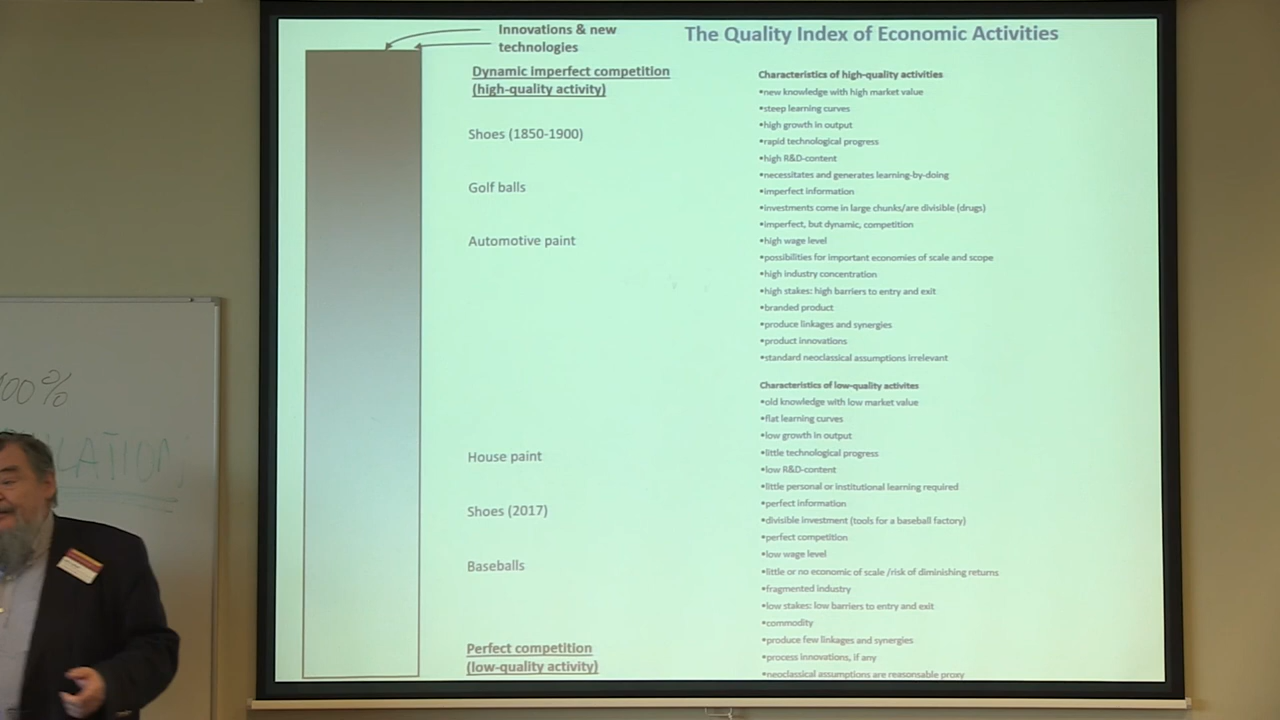 Innovations & new
technologies
The Quality Index of Economic Activities
Dynamic imperfect competition
(high-quality activity)
Shoes (1850-1900)
Golf balls
Automotive paint
House paint
Shoes (2017)
Baseballs
Perfect competition
(low-quality activity)
Characteristics of high-quality activities
•new knowledge with high market value
•steep learning curves
•high growth in output
•rapid technological progress
•high R&D-content
•necessitates and generates learning-by-doing
•imperfect information
•investments come in large chunks/are divisible (drugs)
•imperfect, but dynamic, competition
•high wage level
•possibilities for important economies of scale and scope
•high industry concentration
•high stakes: high barriers to entry and exit
•branded product
•produce linkages and synergies
•product innovations
•standard neoclassical assumptions irrelevant
Characteristics of low-quality activites
•old knowledge with low market value
•flat learning curves
•low growth in output
•little technological progress
•low R&D-content
•little personal or institutional learning required
•perfect information
•divisible investment (tools for a baseball factory)
•perfect competition
•low wage level
•little or no economic of scale /risk of diminishing returns
•fragmented industry
•low stakes: low barriers to entry and exit
•commodity
•produce few linkages and synergies
•process innovations, if any
•neoclassical assumptions are reasonable proxy
00%